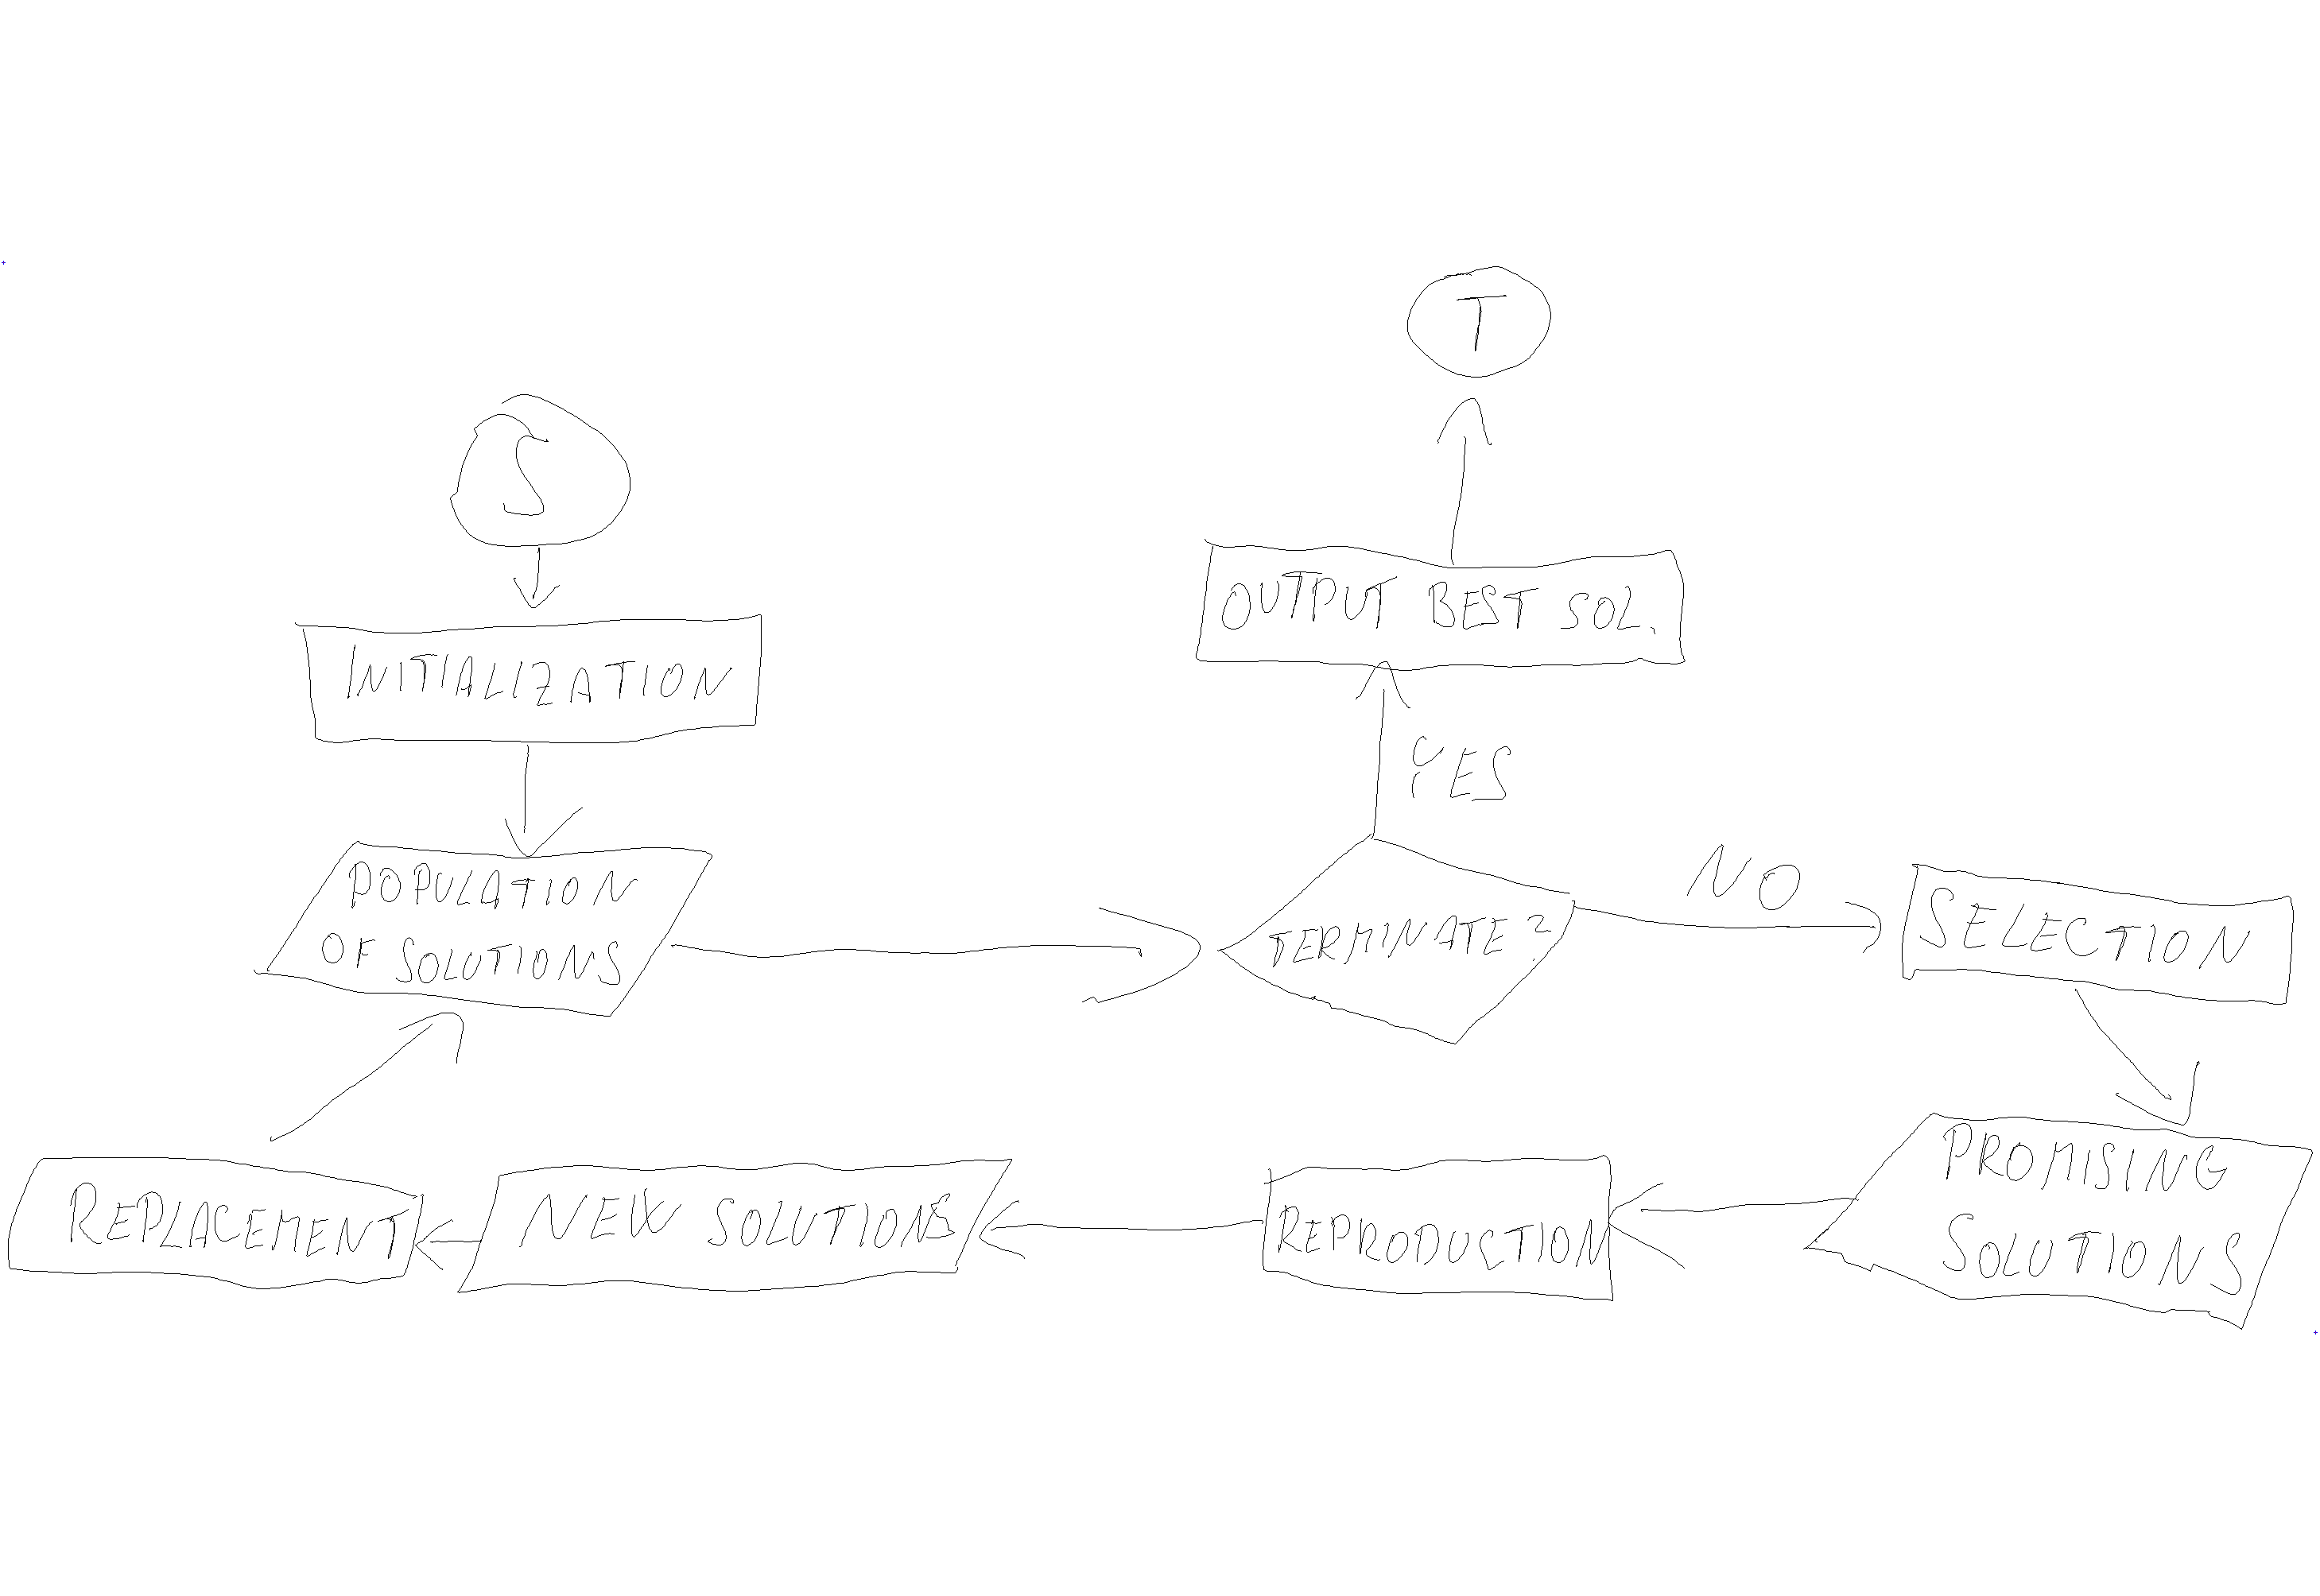 T
S
OUTPUT BEST SOL.
INITIALIZATION
YES
POPULATION
OF SOLUTIONS
TERMINATE?
NO
SELECTION
PROMISING
SOLUTIONS
REPRODUCTION
NEW SOLUTIONS
REPLACEMENT